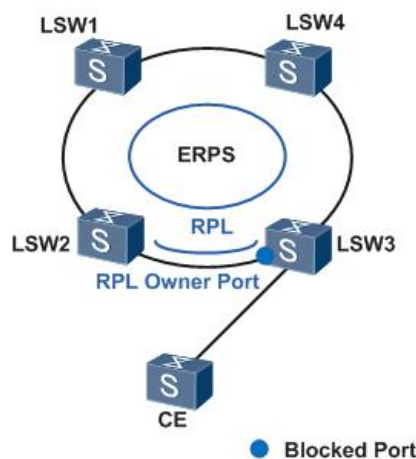 LSW1
LSW4
S
S
ERPS
RPL
S
S
LSW2
LSW3
RPL Owner Port
S
CE
Blocked Port